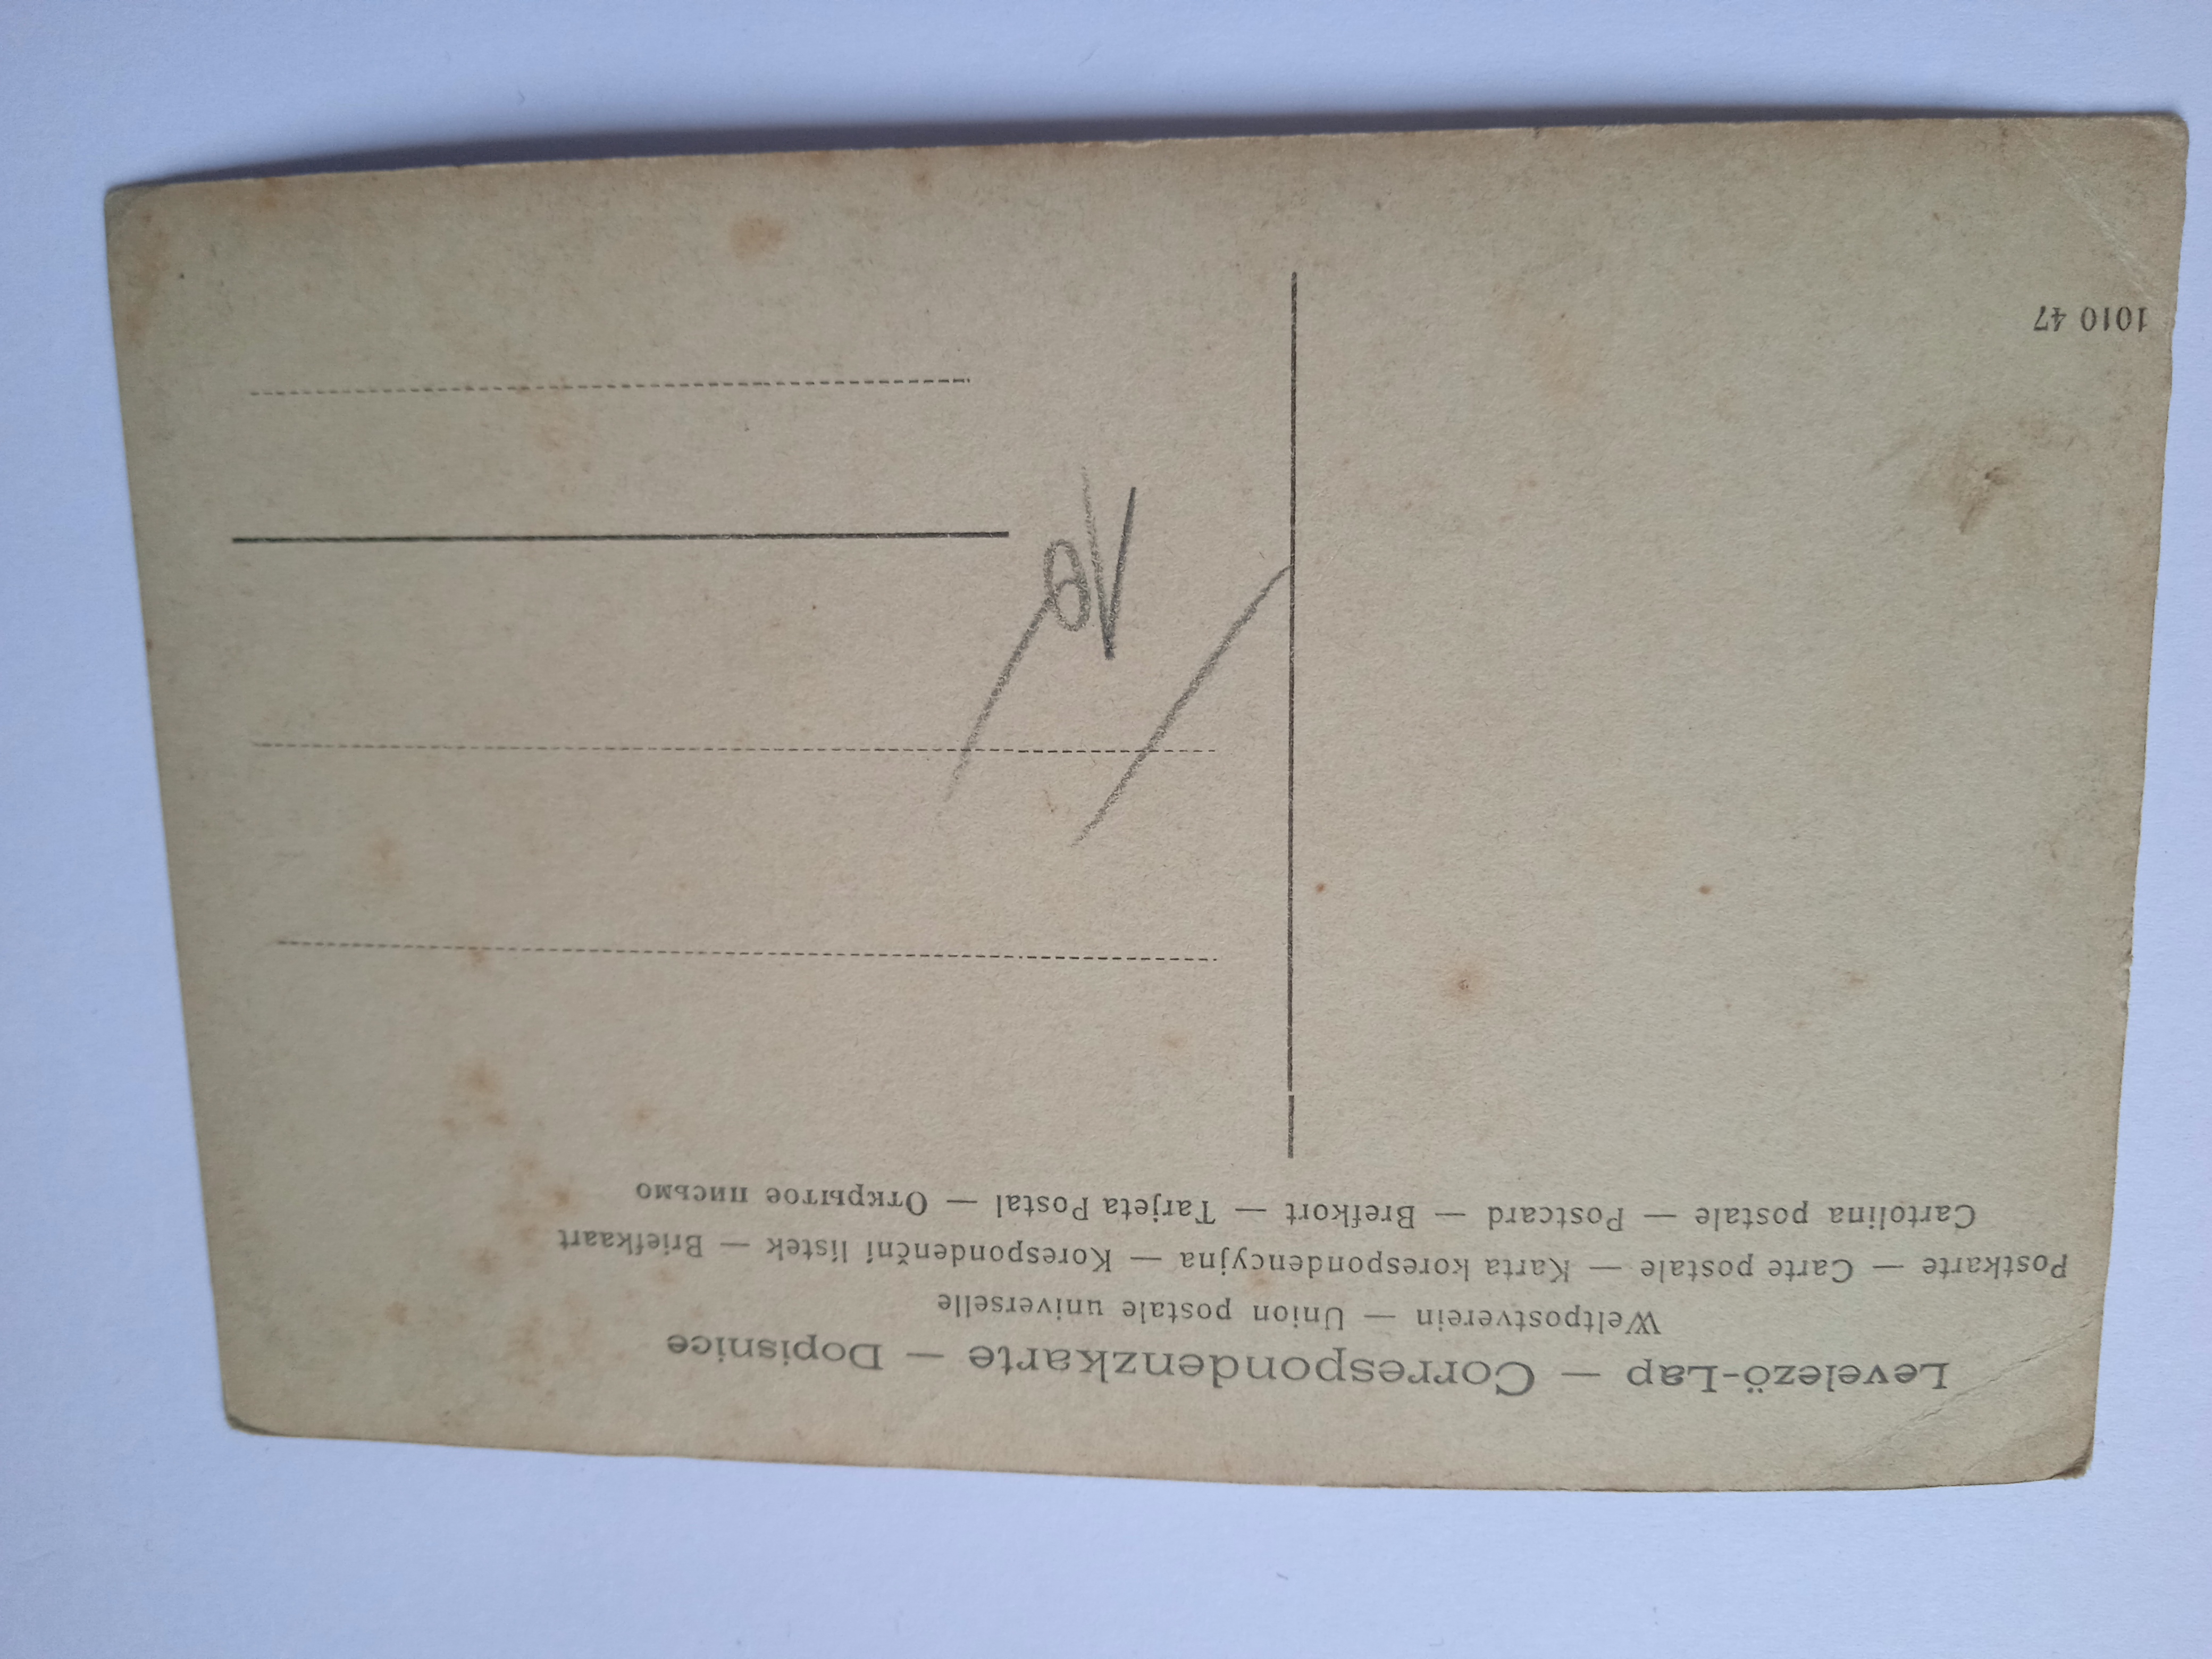 Levelező-Lap — Correspondenzkarte — Dopisnice
Weltpostverein — Union postale universelle
Postkarte — Carte postale — Karta korespondencyjna — Korespondenční lístek — Briefkaart
Cartolina postale — Postcard — Brefkort — Tarjeta Postal — Открытое письмо
1010 47